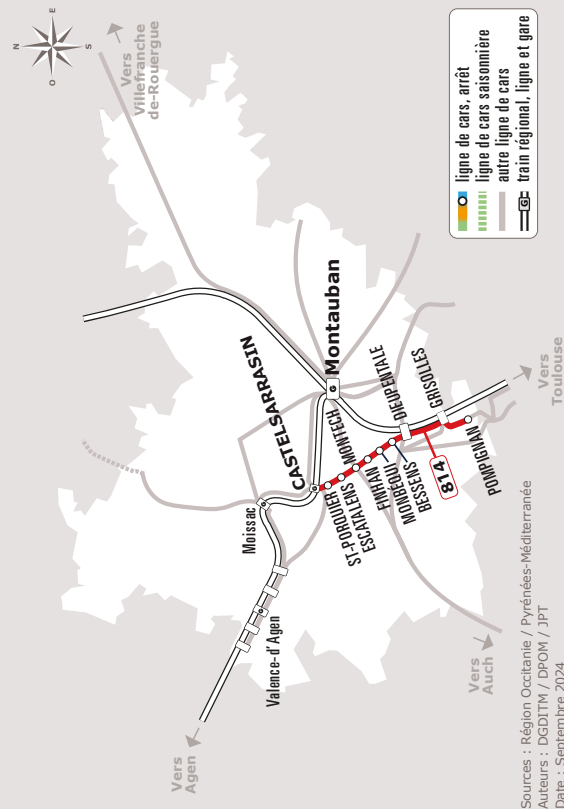 N
E
S
O
Vers
Villefranche
de-Rouergue
ligne de cars, arrêt
ligne de cars saisonnière
autre ligne de cars
G
train régional, ligne et gare
CASTELSARRASIN
Montauban
G
Moissac
Valence-d'Agen
Vers
Agen
ST-PORQUIER
ESCATALENS
MONTECH
FINHAN
MONBEQUI
BESSENS
DIEUPENTALE
GRISOLLES
814
POMPIGNAN
Vers
Toulouse
Vers
Auch
Sources : Région Occitanie / Pyrénées-Méditerranée
Auteurs : DGDITM / DPOM / JPT
Date : Septembre 2024